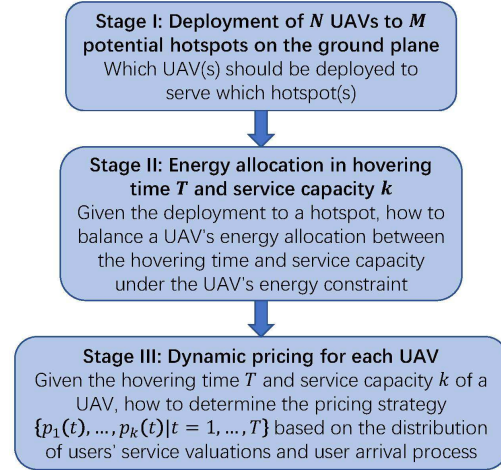 Stage I: Deployment of N UAVs to M
potential hotspots on the ground plane
Which UAV(s) should be deployed to
serve which hotspot(s)
Stage II: Energy allocation in hovering
time T and service capacity k
Given the deployment to a hotspot, how to
balance a UAV's energy allocation between
the hovering time and service capacity
under the UAV's energy constraint
Stage III: Dynamic pricing for each UAV
Given the hovering time T and service capacity k of a
UAV, how to determine the pricing strategy
{p₁(t), ..., pₖ(t)|t = 1, ..., T} based on the distribution
of users' service valuations and user arrival process